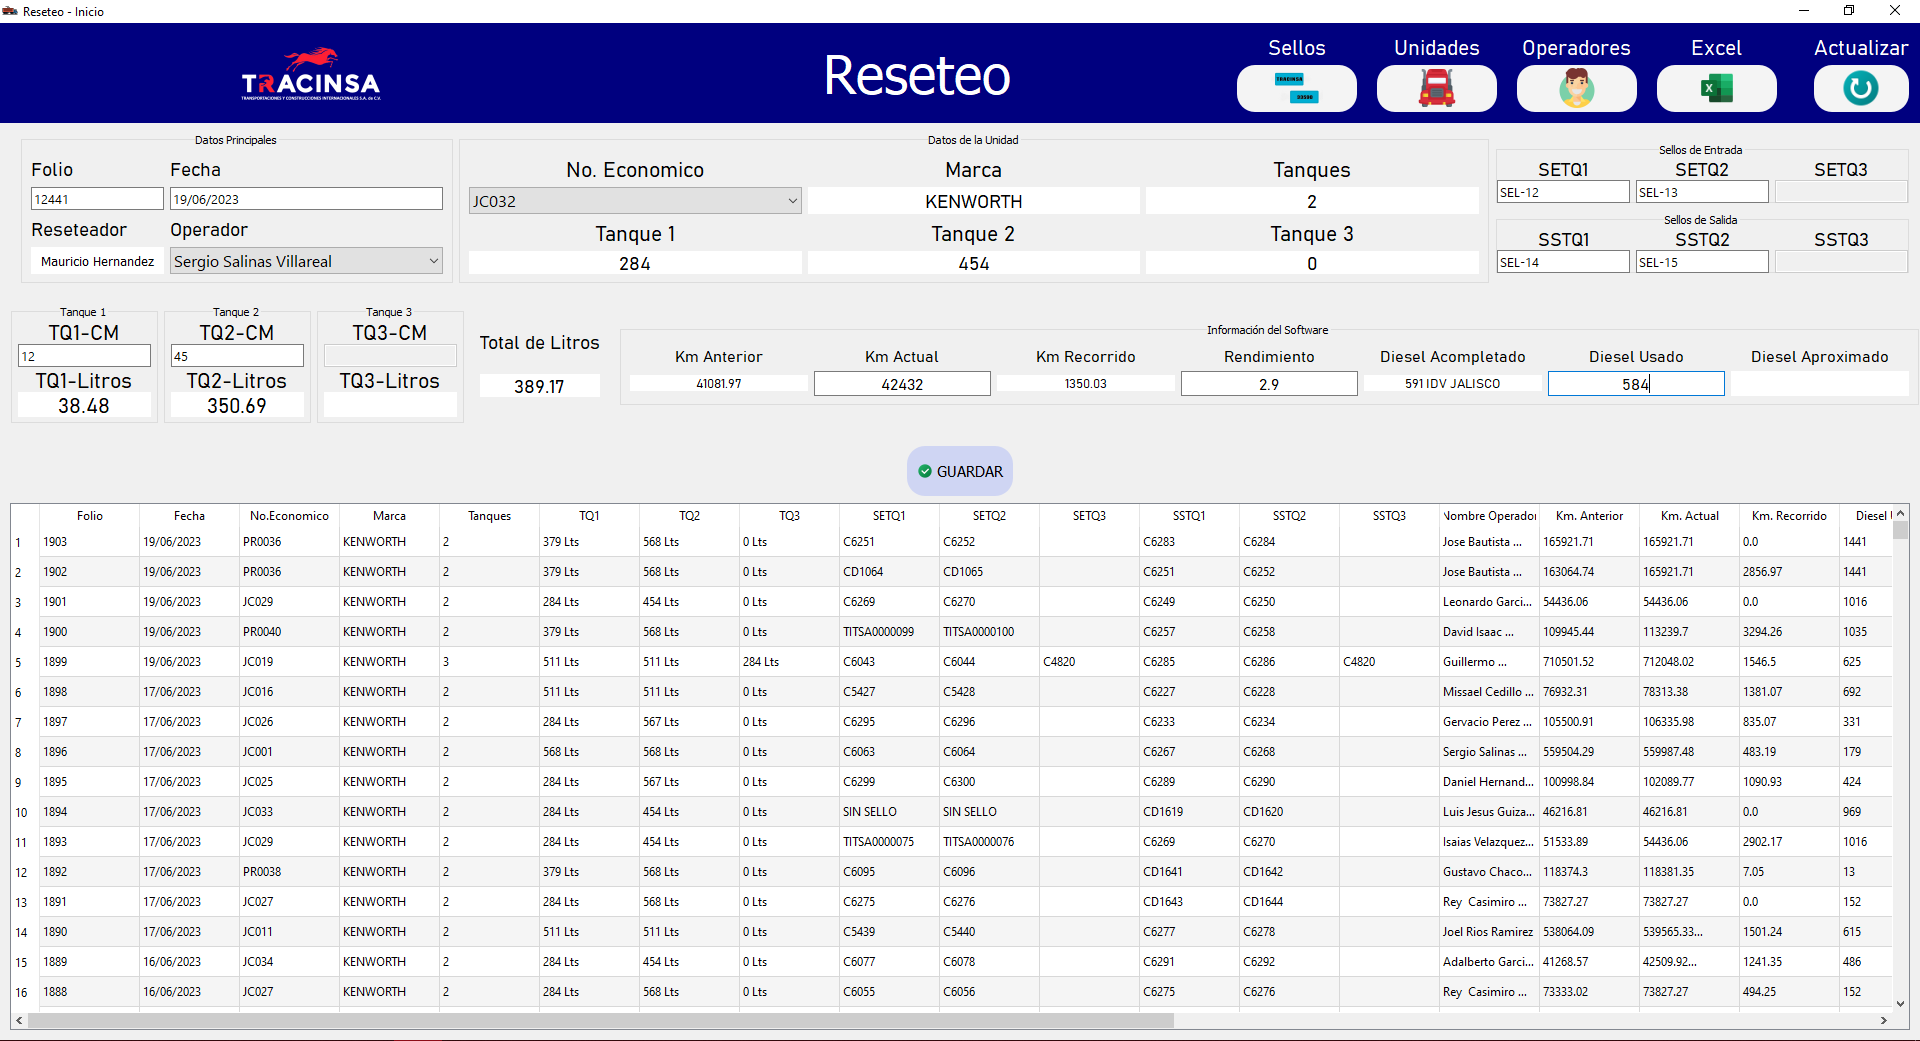 Reseteo - Inicio
TRACINSA
TRANSPORTACIONES Y CONSTRUCCIONES INTERNACIONALES S.A. de C.V.
Reseteo
Sellos Unidades Operadores Excel Actualizar
TRACINSA
Datos Principales
Folio Fecha
12441 19/06/2023
Reseteador Operador
Mauricio Hernandez Sergio Salinas Villareal
Datos de la Unidad
No. Economico Marca Tanques
JC032 KENWORTH 2
Tanque 1 Tanque 2 Tanque 3
284 454 0
Sellos de Entrada
SETQ1 SETQ2 SETQ3
SEL-12 SEL-13
Sellos de Salida
SSTQ1 SSTQ2 SSTQ3
SEL-14 SEL-15
Tanque 1 Tanque 2 Tanque 3
TQ1-CM TQ2-CM TQ3-CM
12 45
TQ1-Litros TQ2-Litros TQ3-Litros
38.48 350.69
Total de Litros
389.17
Información del Software
Km Anterior Km Actual Km Recorrido Rendimiento Diesel Acompletado Diesel Usado Diesel Aproximado
41081.97 42432 1350.03 2.9 591 IDV JALISCO 584
GUARDAR
Folio Fecha No.Economico Marca Tanques TQ1 TQ2 TQ3 SETQ1 SETQ2 SETQ3 SSTQ1 SSTQ2 SSTQ3 Nombre Operador Km. Anterior Km. Actual Km. Recorrido Diesel
1 1903 19/06/2023 PR0036 KENWORTH 2 379 Lts 568 Lts 0 Lts C6251 C6252 C6283 C6284 Jose Bautista ... 165921.71 165921.71 0.0 1441
2 1902 19/06/2023 PR0036 KENWORTH 2 379 Lts 568 Lts 0 Lts CD1064 CD1065 C6251 C6252 Jose Bautista ... 163064.74 165921.71 2856.97 1441
3 1901 19/06/2023 JC029 KENWORTH 2 284 Lts 454 Lts 0 Lts C6269 C6270 C6249 C6250 Leonardo Garci... 54436.06 54436.06 0.0 1016
4 1900 19/06/2023 PR0040 KENWORTH 2 379 Lts 568 Lts 0 Lts TITSA0000099 TITSA0000100 C6257 C6258 David Isaac ... 109945.44 113239.7 3294.26 1035
5 1899 19/06/2023 JC019 KENWORTH 3 511 Lts 511 Lts 284 Lts C6043 C6044 C4820 C6285 C6286 C4820 Guillermo ... 710501.52 712048.02 1546.5 625
6 1898 17/06/2023 JC016 KENWORTH 2 511 Lts 511 Lts 0 Lts C5427 C5428 C6227 C6228 Missael Cedillo ... 76932.31 78313.38 1381.07 692
7 1897 17/06/2023 JC026 KENWORTH 2 284 Lts 567 Lts 0 Lts C6295 C6296 C6233 C6234 Gervacio Perez ... 105500.91 106335.98 835.07 331
8 1896 17/06/2023 JC001 KENWORTH 2 568 Lts 568 Lts 0 Lts C6063 C6064 C6267 C6268 Sergio Salinas ... 559504.29 559987.48 483.19 179
9 1895 17/06/2023 JC025 KENWORTH 2 284 Lts 567 Lts 0 Lts C6299 C6300 C6289 C6290 Daniel Hernand... 100998.84 102089.77 1090.93 424
10 1894 17/06/2023 JC033 KENWORTH 2 284 Lts 454 Lts 0 Lts SIN SELLO SIN SELLO CD1619 CD1620 Luis Jesus Guiza... 46216.81 46216.81 0.0 969
11 1893 17/06/2023 JC029 KENWORTH 2 284 Lts 454 Lts 0 Lts TITSA0000075 TITSA0000076 C6269 C6270 Isaias Velazquez... 51533.89 54436.06 2902.17 1016
12 1892 17/06/2023 PR0038 KENWORTH 2 379 Lts 568 Lts 0 Lts C6095 C6096 CD1641 CD1642 Gustavo Chaco... 118374.3 118381.35 7.05 13
13 1891 17/06/2023 JC027 KENWORTH 2 284 Lts 568 Lts 0 Lts C6275 C6276 CD1643 CD1644 Rey Casimiro ... 73827.27 73827.27 0.0 152
14 1890 17/06/2023 JC011 KENWORTH 2 511 Lts 511 Lts 0 Lts C5439 C5440 C6277 C6278 Joel Rios Ramirez 538064.09 539565.33... 1501.24 615
15 1889 16/06/2023 JC034 KENWORTH 2 284 Lts 454 Lts 0 Lts C6077 C6078 C6291 C6292 Adalberto Garci... 41268.57 42509.92... 1241.35 486
16 1888 16/06/2023 JC027 KENWORTH 2 284 Lts 568 Lts 0 Lts C6055 C6056 C6275 C6276 Rey Casimiro ... 73333.02 73827.27 494.25 152